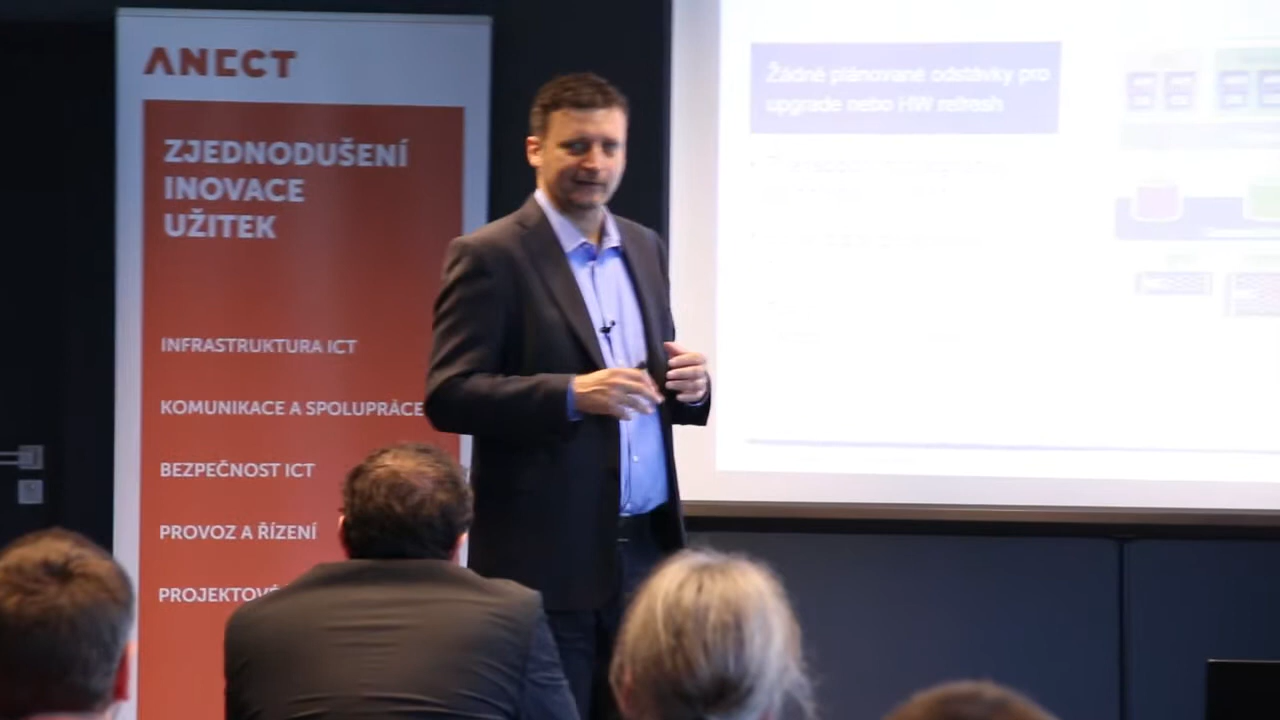 ANECT
ZJEDNODUŠENÍ
INOVACE
UŽITEK
INFRASTRUKTURA ICT
KOMUNIKACE A SPOLUPRÁCE
BEZPEČNOST ICT
PROVOZ A ŘÍZENÍ
PROJEKTOVÉ
Žádné plánované odstávky pro
upgrade nebo HW refresh